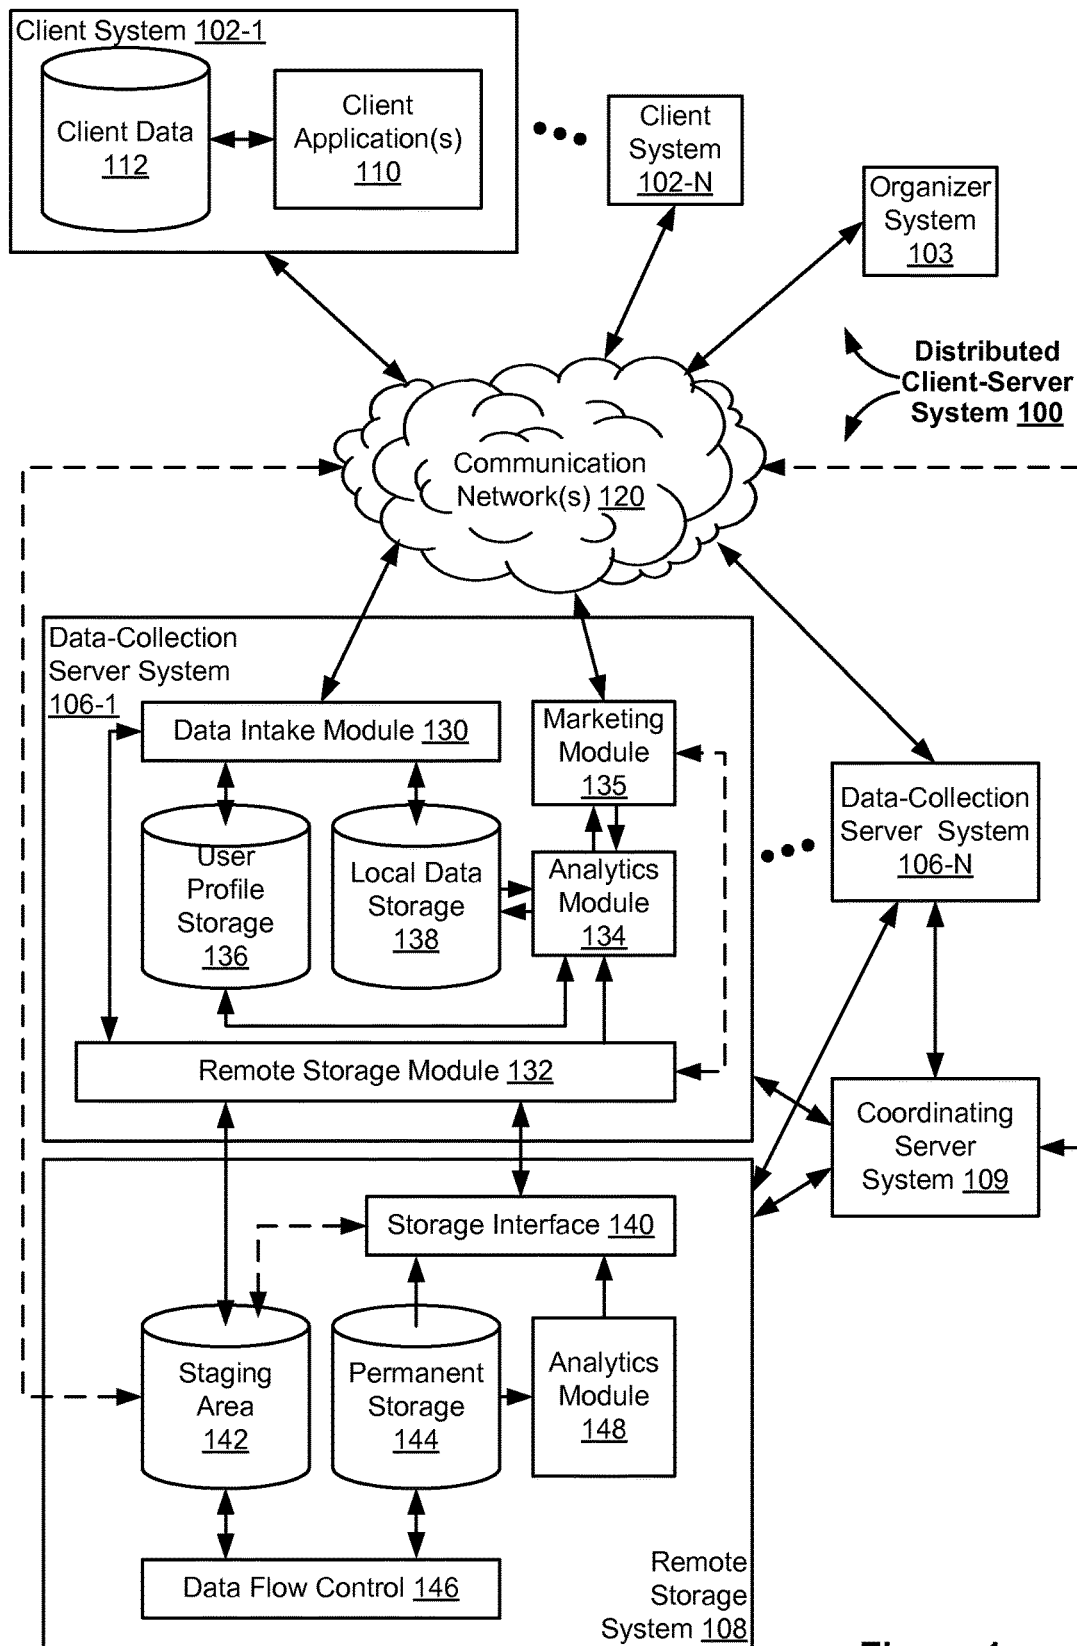 Client System 102-1
Client Data
112
Client
Application(s)
110
Client
System
102-N
Organizer
System
103
Distributed
Client-Server
System 100
Communication
Network(s) 120
Data-Collection
Server System
106-1
Data Intake Module 130
Marketing
Module
135
User
Profile
Storage
136
Local Data
Storage
138
Analytics
Module
134
Data-Collection
Server System
106-N
Remote Storage Module 132
Coordinating
Server
System 109
Storage Interface 140
Staging
Area
142
Permanent
Storage
144
Analytics
Module
148
Data Flow Control 146
Remote
Storage
System 108